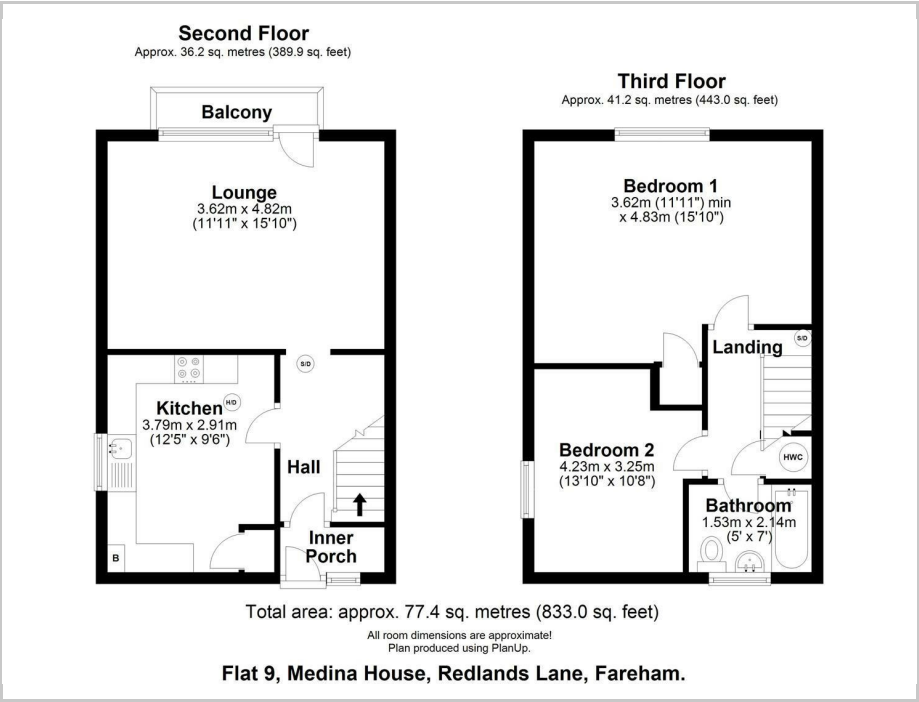 Second Floor
Approx. 36.2 sq. metres (389.9 sq. feet)
Balcony
Lounge
3.62m x 4.82m
(11'11" x 15'10")
S/D
Kitchen
H/D
3.79m x 2.91m
(12'5" x 9'6")
Hall
Inner
Porch
B
Third Floor
Approx. 41.2 sq. metres (443.0 sq. feet)
Bedroom 1
3.62m (11'11") min
x 4.83m (15'10")
S/D
Landing
Bedroom 2
4.23m x 3.25m
(13'10" x 10'8")
HWC
Bathroom
1.53m x 2.14m
(5' x 7')
Total area: approx. 77.4 sq. metres (833.0 sq. feet)
All room dimensions are approximate!
Plan produced using PlanUp.
Flat 9, Medina House, Redlands Lane, Fareham.